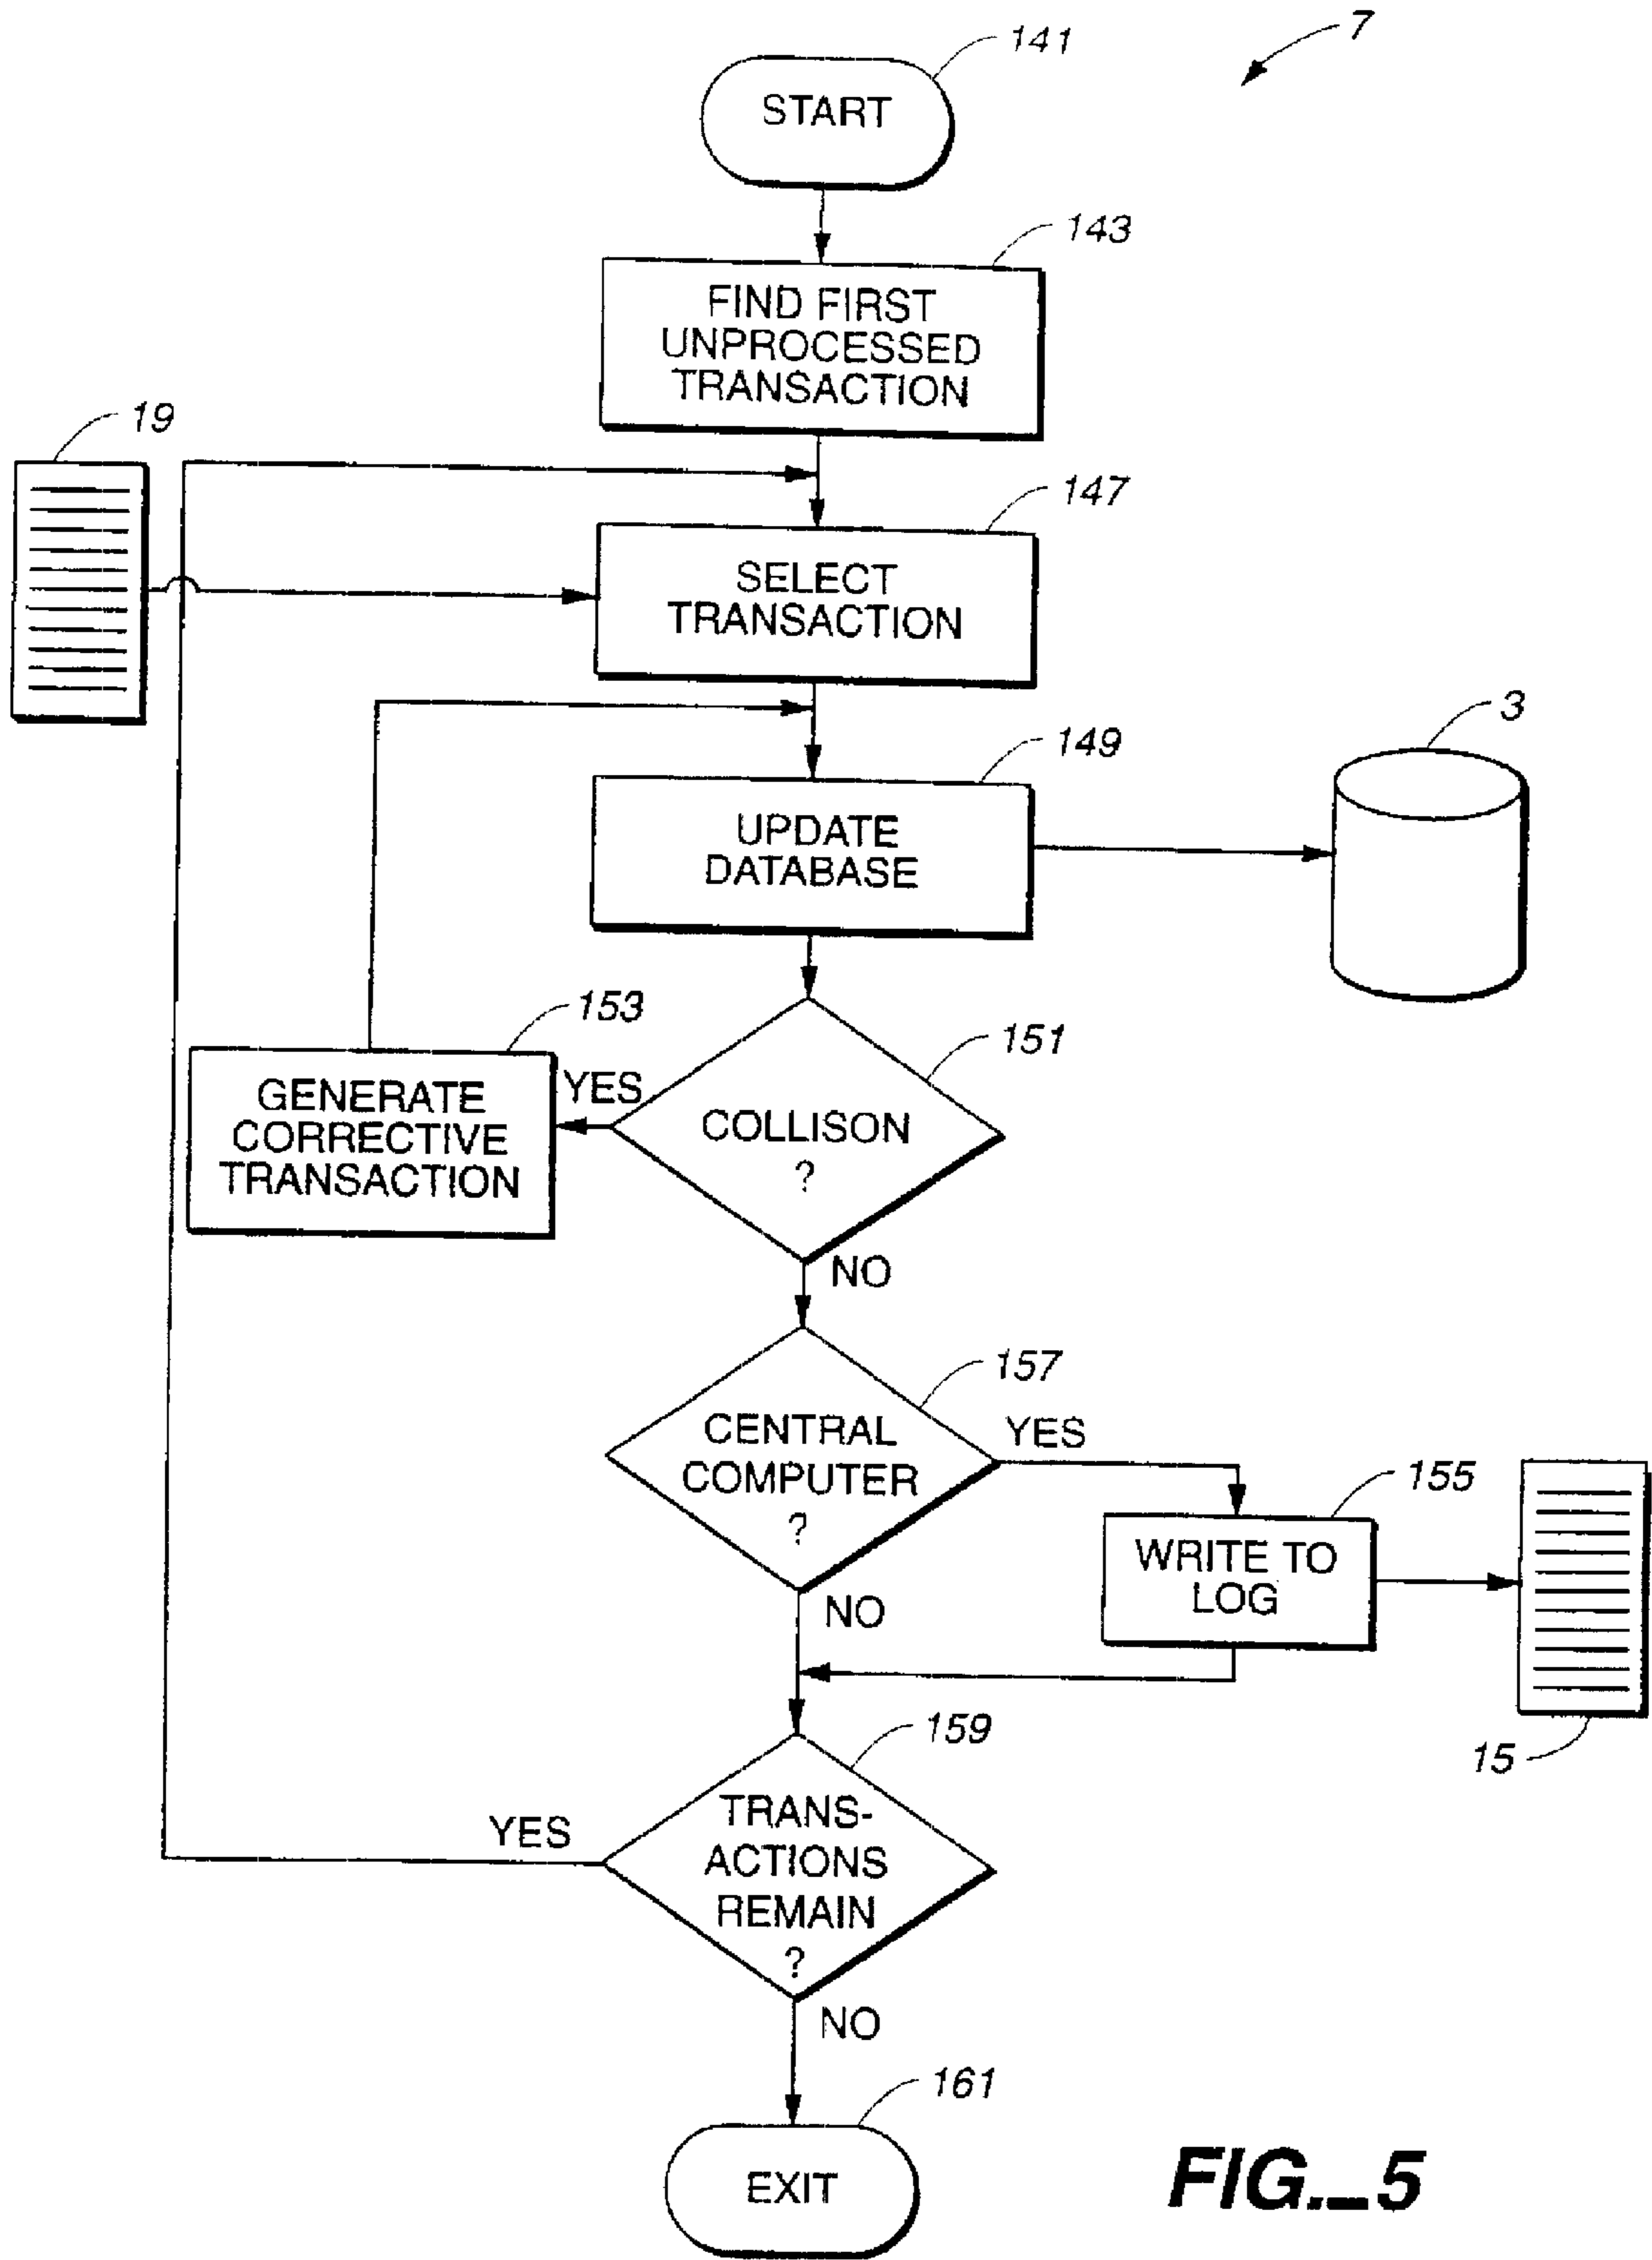 141
7
START
143
FIND FIRST
UNPROCESSED
TRANSACTION
19
147
SELECT
TRANSACTION
3
149
UPDATE
DATABASE
153
151
GENERATE
CORRECTIVE
TRANSACTION
YES
COLLISON
?
NO
157
CENTRAL
COMPUTER
?
YES
155
WRITE TO
LOG
NO
15
159
TRANS-
ACTIONS
REMAIN
?
YES
NO
161
EXIT
FIG._5